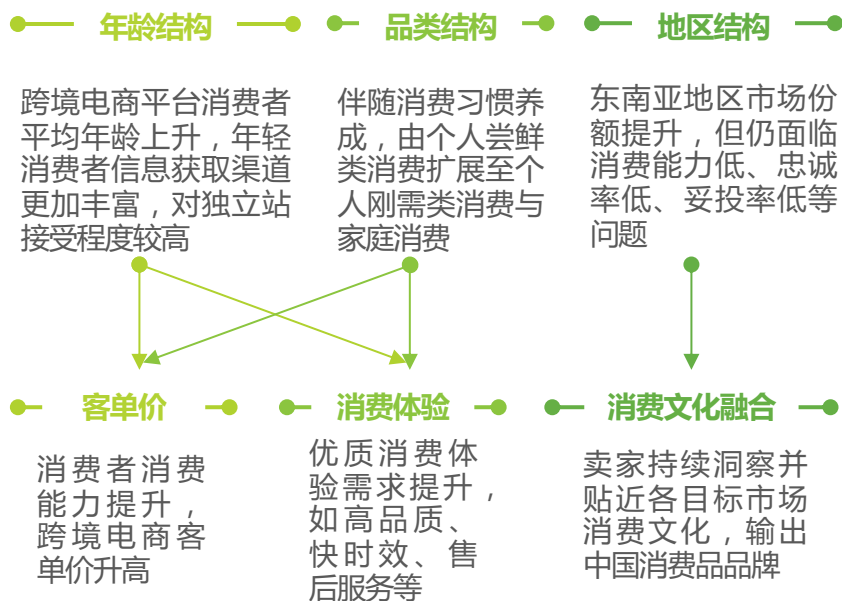 年龄结构
品类结构
地区结构
跨境电商平台消费者
平均年龄上升，年轻
消费者信息获取渠道
更加丰富，对独立站
接受程度较高
伴随消费习惯养
成，由个人尝鲜
类消费扩展至个
人刚需类消费与
家庭消费
东南亚地区市场份
额提升，但仍面临
消费能力低、忠诚
率低、妥投率低等
问题
客单价
消费体验
消费文化融合
消费者消费
能力提升，
跨境电商客
单价升高
优质消费体
验需求提升，
如高品质、
快时效、售
后服务等
卖家持续洞察并
贴近各目标市场
消费文化，输出
中国消费品品牌